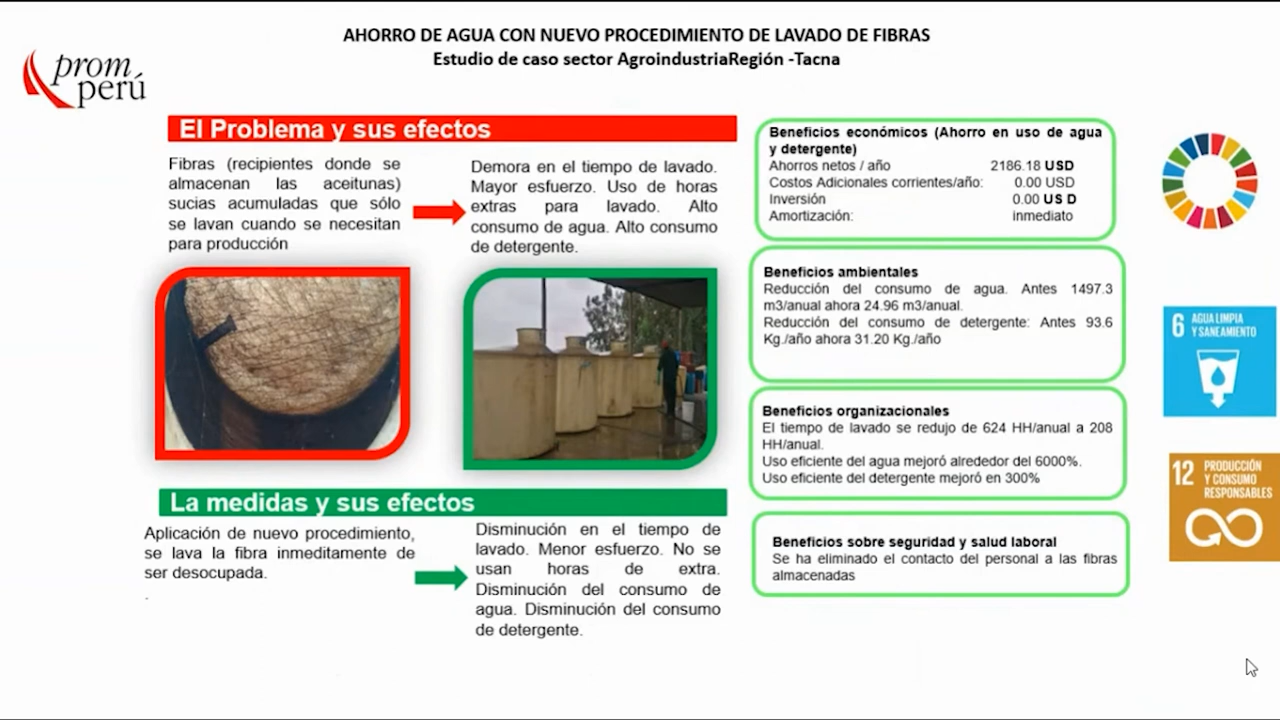 AHORRO DE AGUA CON NUEVO PROCEDIMIENTO DE LAVADO DE FIBRAS
Estudio de caso sector AgroindustriaRegión -Tacna
prom
perú
El Problema y sus efectos
Fibras (recipientes donde se
almacenan las aceitunas)
sucias acumuladas que sólo
se lavan cuando se necesitan
para producción
Demora en el tiempo de lavado.
Mayor esfuerzo. Uso de horas
extras para lavado. Alto
consumo de agua. Alto consumo
de detergente.
La medidas y sus efectos
Aplicación de nuevo procedimiento,
se lava la fibra inmeditamente de
ser desocupada.
.
Disminución en el tiempo de
lavado. Menor esfuerzo. No se
usan horas de extra.
Disminución del consumo de
agua. Disminución del consumo
de detergente.
Beneficios económicos (Ahorro en uso de agua
y detergente)
Ahorros netos / año 2186.18 USD
Costos Adicionales corrientes/año: 0.00 USD
Inversión 0.00 US D
Amortización: inmediato
Beneficios ambientales
Reducción del consumo de agua. Antes 1497.3
m3/anual ahora 24.96 m3/anual.
Reducción del consumo de detergente: Antes 93.6
Kg./año ahora 31.20 Kg./año
Beneficios organizacionales
El tiempo de lavado se redujo de 624 HH/anual a 208
HH/anual.
Uso eficiente del agua mejoró alrededor del 6000%.
Uso eficiente del detergente mejoró en 300%
Beneficios sobre seguridad y salud laboral
Se ha eliminado el contacto del personal a las fibras
almacenadas
6 AGUA LIMPIA
Y SANEAMIENTO
12 PRODUCCIÓN
Y CONSUMO
RESPONSABLES